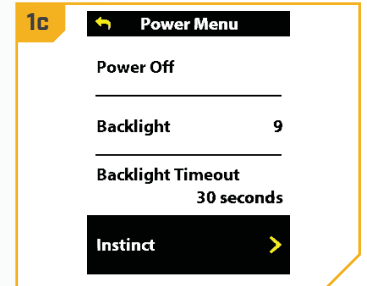 1c
Power Menu
Power Off
Backlight 9
Backlight Timeout
30 seconds
Instinct